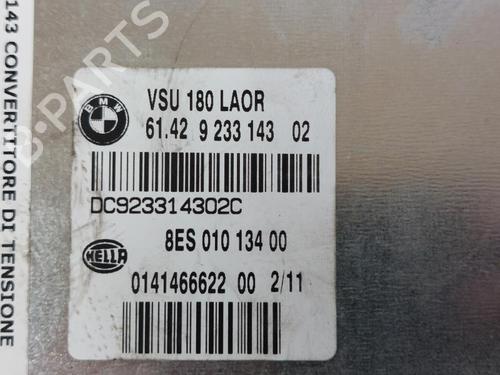 143 CONVERTITORE DI TENSIONE
B-PARTS
BMW
VSU 180 LAOR
61.42 9 233 143 02
DC923314302C
8ES 010 134 00
HELLA
0141466622 00 2/11